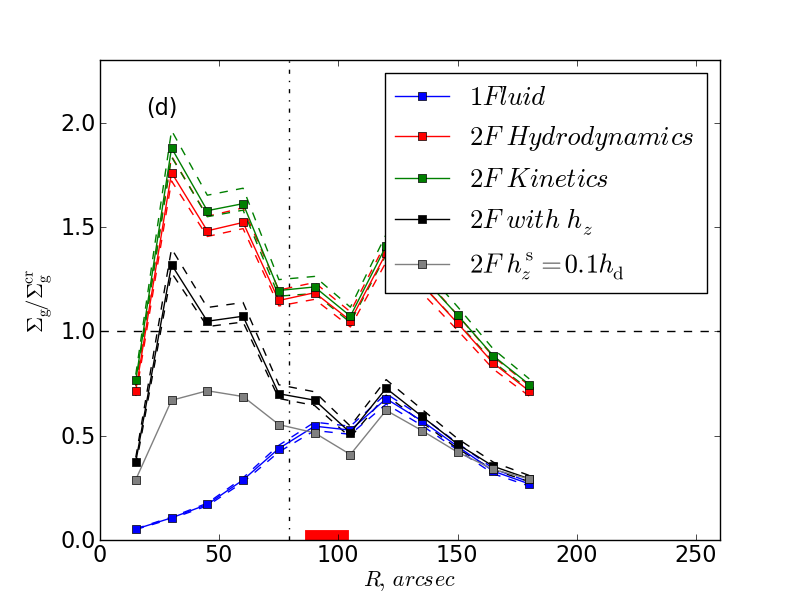 (d)
1Fluid
2F Hydrodynamics
2F Kinetics
2F with h_z
2F h_z^s = 0.1h_d
Σ_g/Σ_g^cr
2.0
1.5
1.0
0.5
0.0
0 50 100 150 200 250
R, arcsec